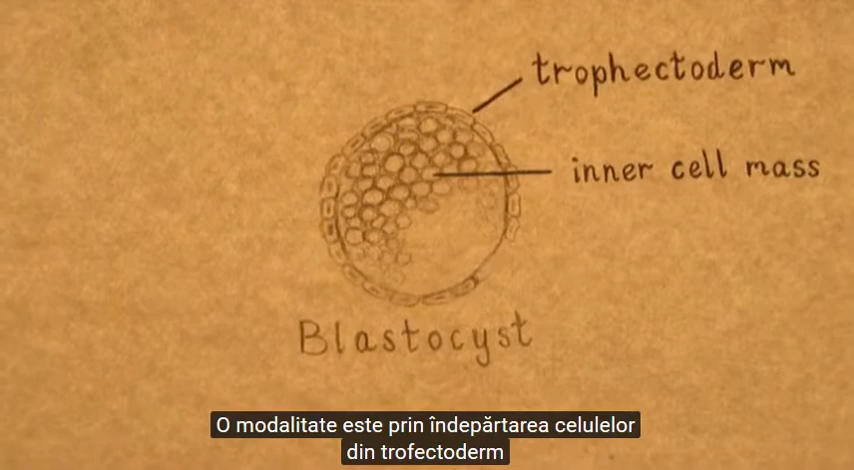 trophectoderm
inner cell mass
Blastocyst
O modalitate este prin îndepărtarea celulelor
din trofectoderm